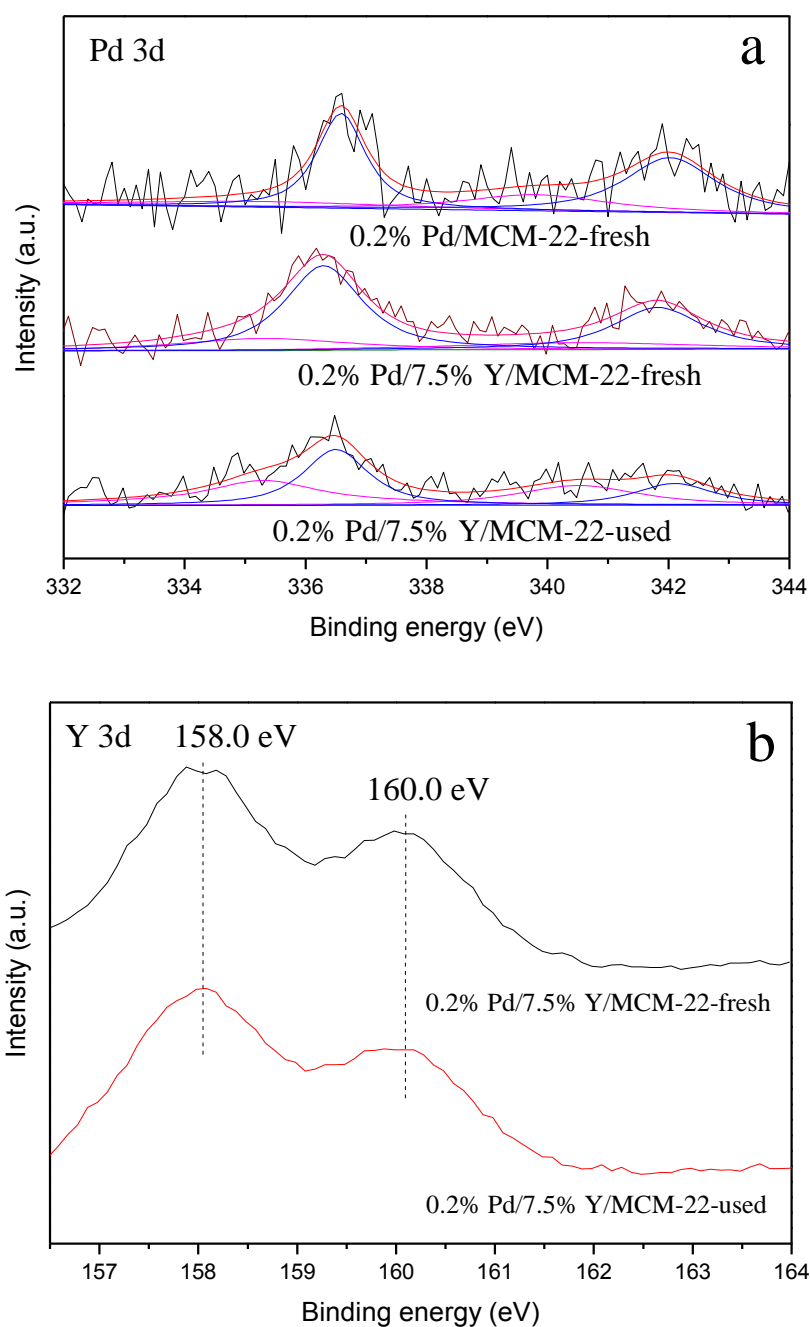 Pd 3d
a
0.2% Pd/MCM-22-fresh
0.2% Pd/7.5% Y/MCM-22-fresh
0.2% Pd/7.5% Y/MCM-22-used
Intensity (a.u.)
332 334 336 338 340 342 344
Binding energy (eV)
Y 3d 158.0 eV
b
160.0 eV
0.2% Pd/7.5% Y/MCM-22-fresh
0.2% Pd/7.5% Y/MCM-22-used
Intensity (a.u.)
157 158 159 160 161 162 163 164
Binding energy (eV)